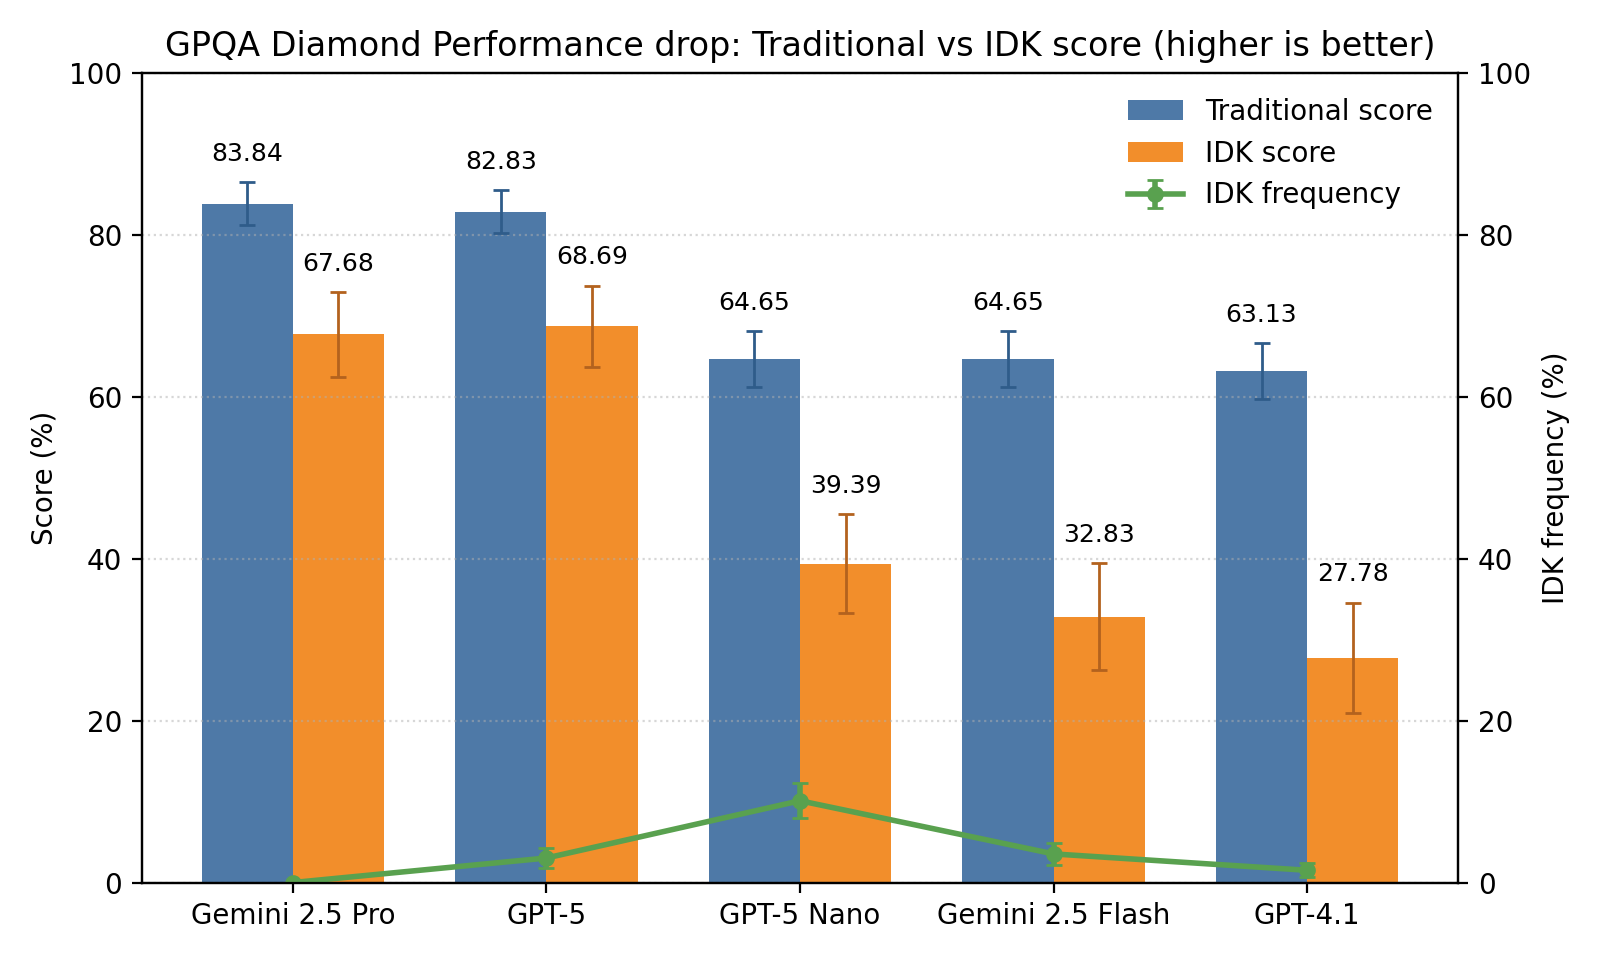 GPQA Diamond Performance drop: Traditional vs IDK score (higher is better)
100
80
60
40
20
0
Score (%)
100
80
60
40
20
0
IDK frequency (%)
Traditional score
IDK score
IDK frequency
83.84
67.68
82.83
68.69
64.65
39.39
64.65
32.83
63.13
27.78
Gemini 2.5 Pro
GPT-5
GPT-5 Nano
Gemini 2.5 Flash
GPT-4.1